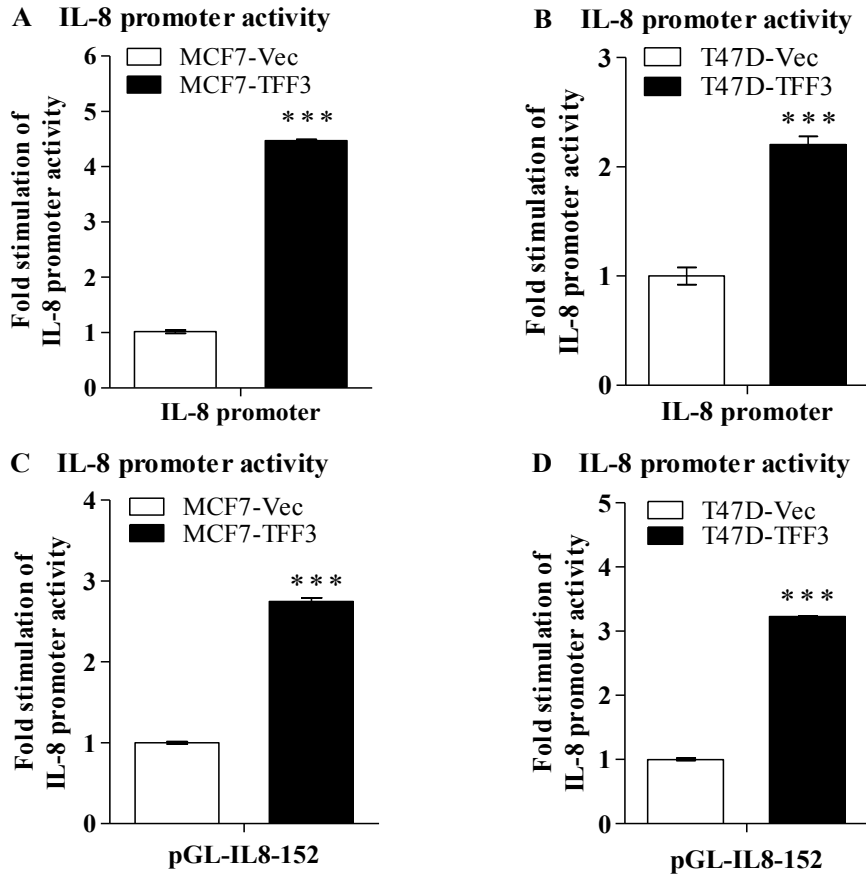 A IL-8 promoter activity
MCF7-Vec
MCF7-TFF3
***
Fold stimulation of
IL-8 promoter activity
6
5
4
3
2
1
0
IL-8 promoter
B IL-8 promoter activity
T47D-Vec
T47D-TFF3
***
Fold stimulation of
IL-8 promoter activity
3
2
1
0
IL-8 promoter
C IL-8 promoter activity
MCF7-Vec
MCF7-TFF3
***
Fold stimulation of
IL-8 promoter activity
4
3
2
1
0
pGL-IL8-152
D IL-8 promoter activity
T47D-Vec
T47D-TFF3
***
Fold stimulation of
IL-8 promoter activity
5
4
3
2
1
0
pGL-IL8-152